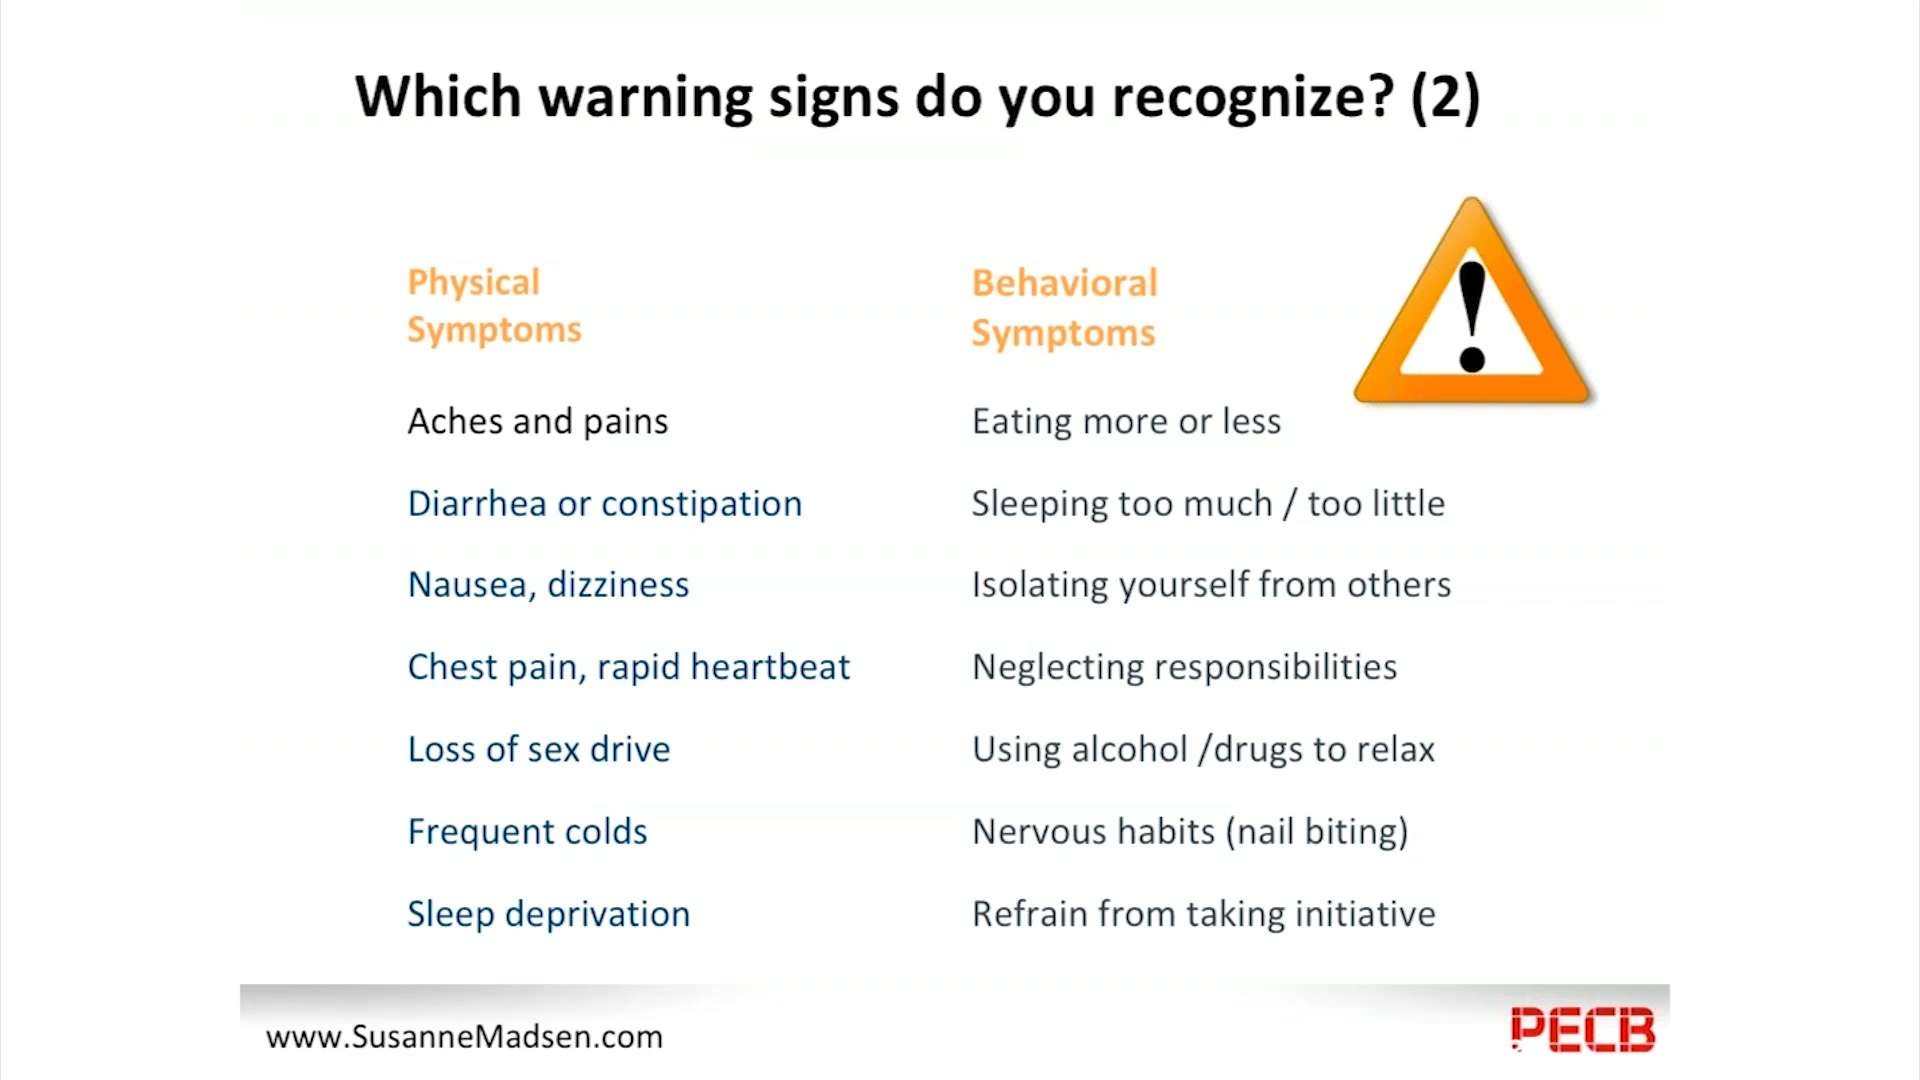 Which warning signs do you recognize? (2)
Physical
Symptoms
Aches and pains
Diarrhea or constipation
Nausea, dizziness
Chest pain, rapid heartbeat
Loss of sex drive
Frequent colds
Sleep deprivation
Behavioral
Symptoms
Eating more or less
Sleeping too much / too little
Isolating yourself from others
Neglecting responsibilities
Using alcohol /drugs to relax
Nervous habits (nail biting)
Refrain from taking initiative
www.SusanneMadsen.com
PECB